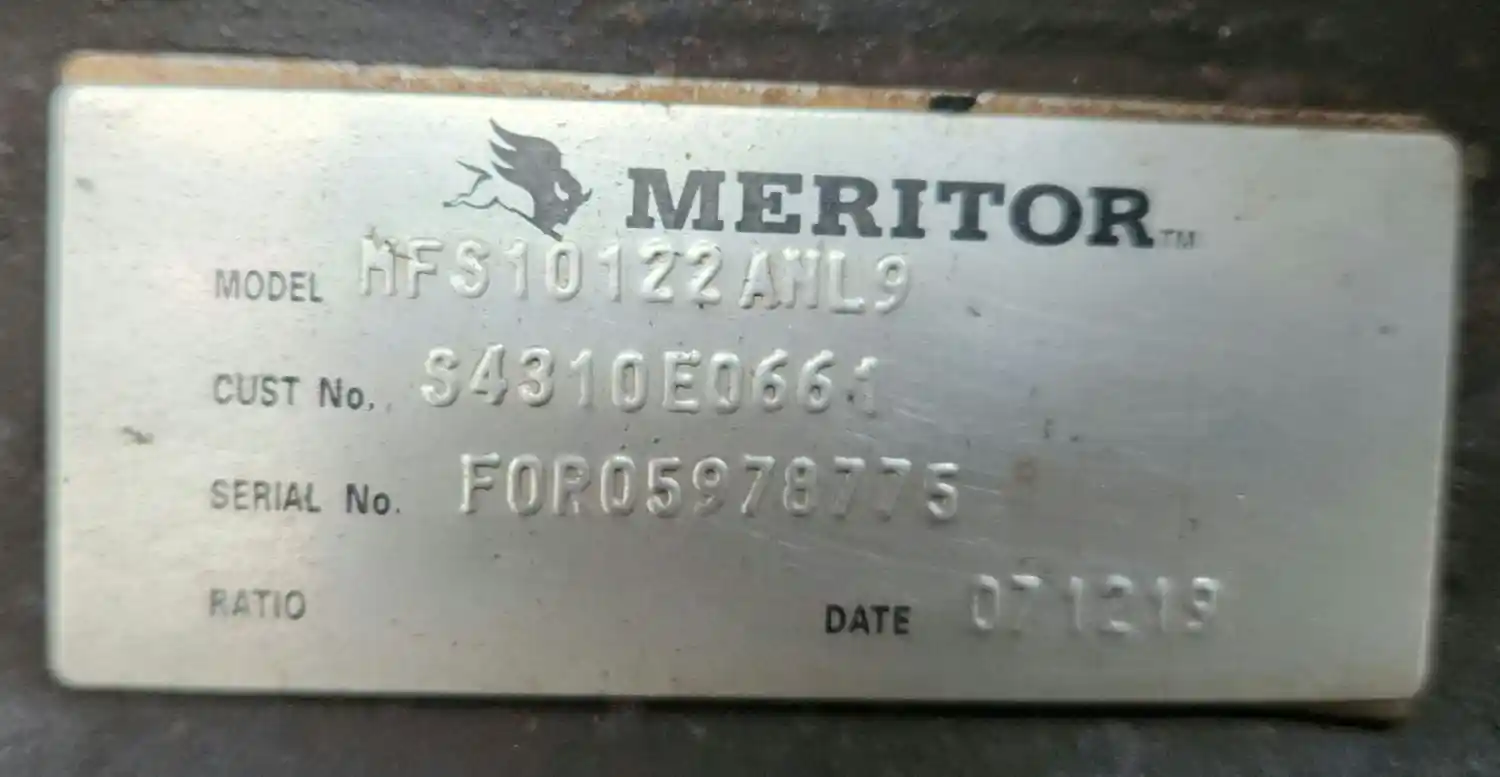 MERITOR™
MODEL MFS10122ANL9
CUST No. S4310E0661
SERIAL No. FOR05978775
RATIO
DATE 071219